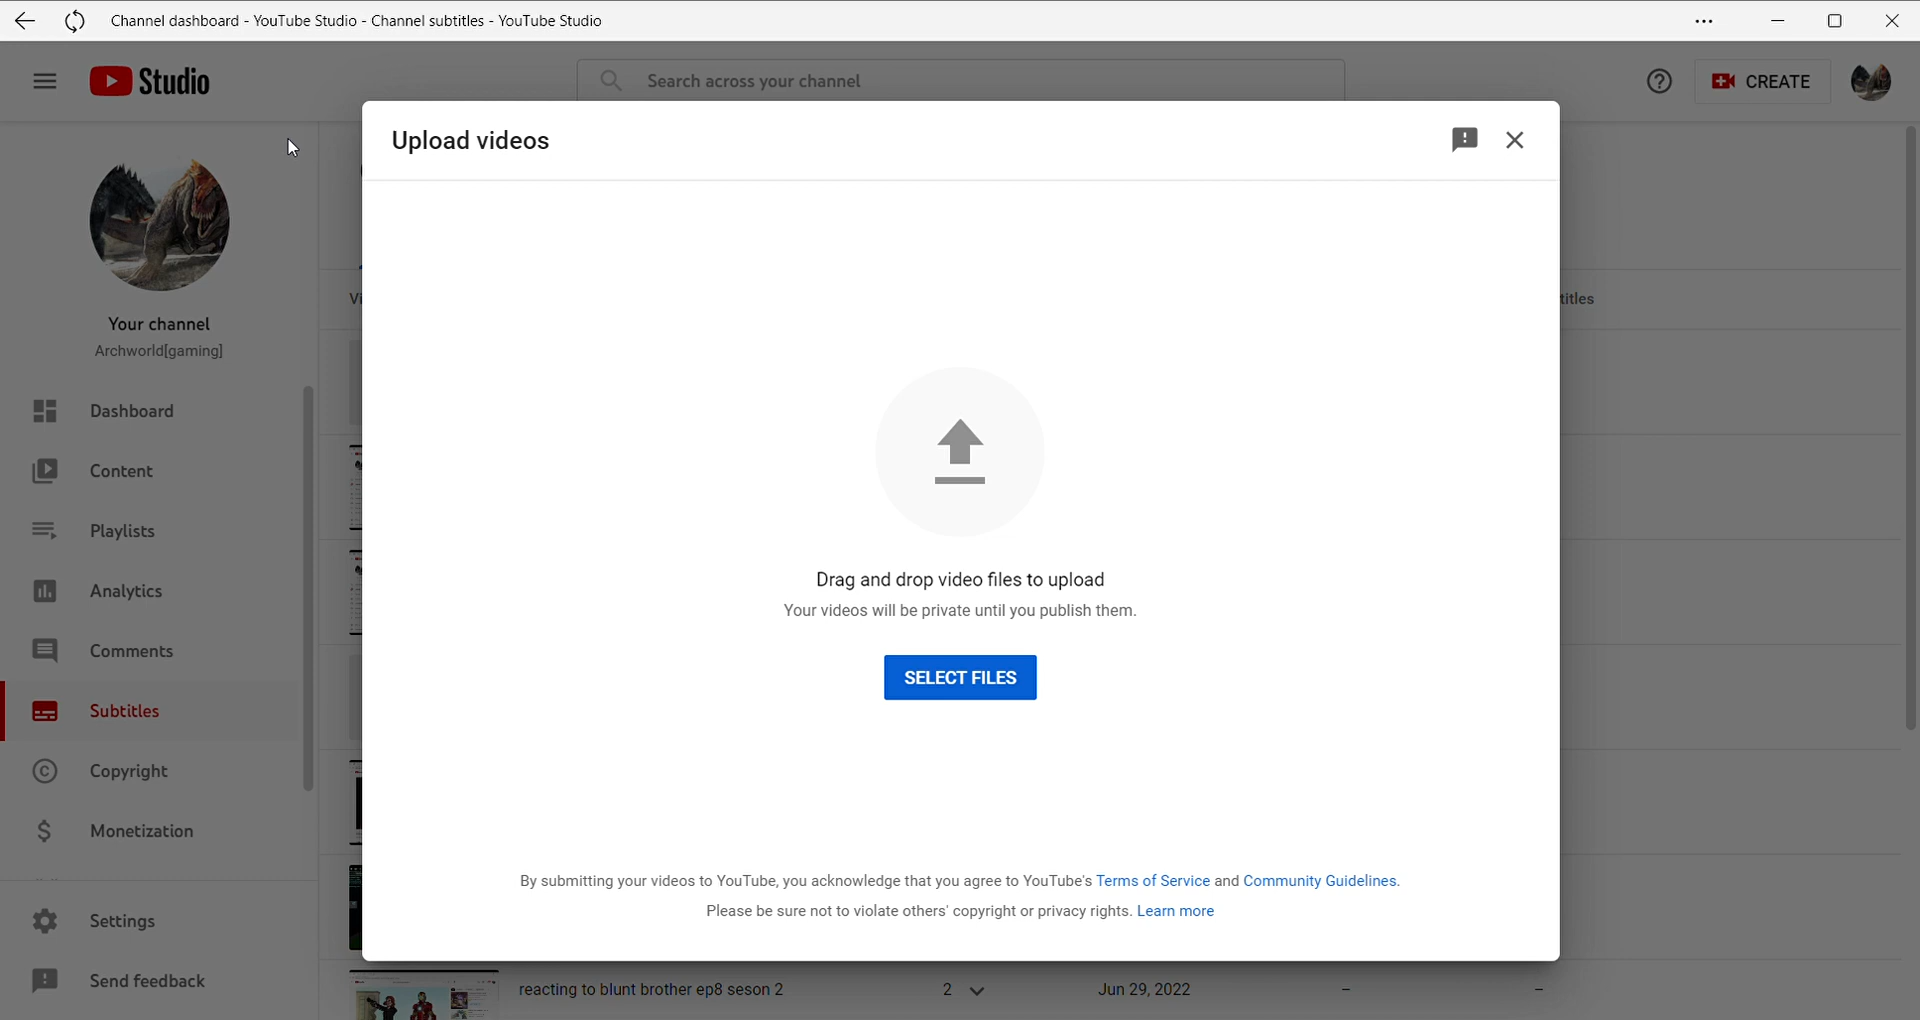 Channel dashboard - YouTube Studio - Channel subtitles - YouTube Studio
Studio
Search across your channel
CREATE
Upload videos
Your channel
Archworld[gaming]
Vi
titles
Dashboard
Content
Playlists
Analytics
Comments
Subtitles
Copyright
Monetization
Settings
Send feedback
Drag and drop video files to upload
Your videos will be private until you publish them.
SELECT FILES
By submitting your videos to YouTube, you acknowledge that you agree to YouTube's Terms of Service and Community Guidelines.
Please be sure not to violate others' copyright or privacy rights. Learn more
reacting to blunt brother ep8 seson 2 2 Jun 29, 2022 – –